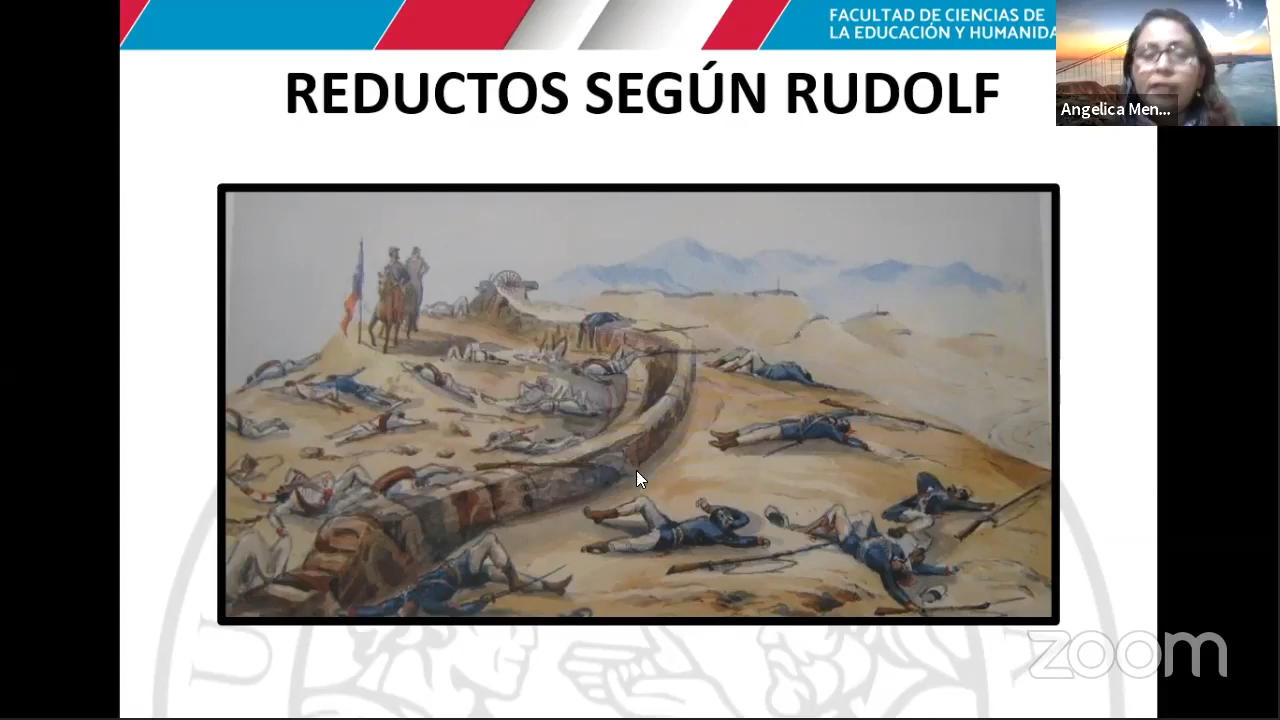 FACULTAD DE CIENCIAS DE
LA EDUCACIÓN Y HUMANIDA
REDUCTOS SEGÚN RUDOLF
Angelica Men...
zoom